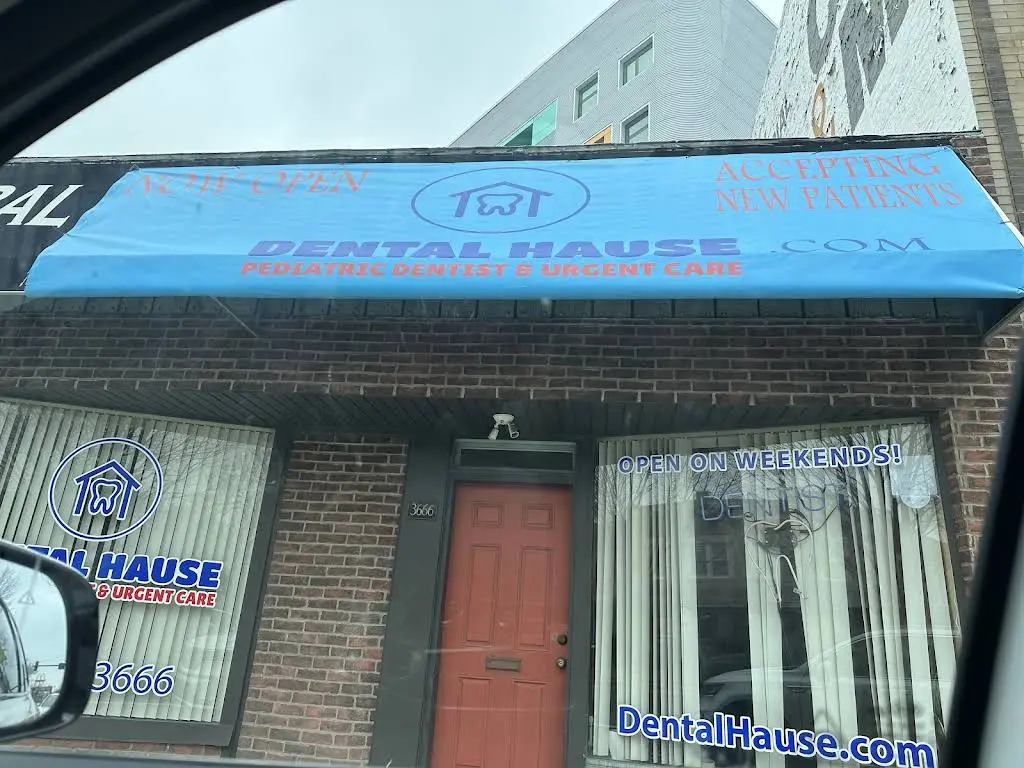 NOW OPEN
ACCEPTING
NEW PATIENTS
DENTAL HAUSE .COM
PEDIATRIC DENTIST & URGENT CARE
HAUSE
& URGENT CARE
3666
3666
OPEN ON WEEKENDS!
DENTIST
DentalHause.com